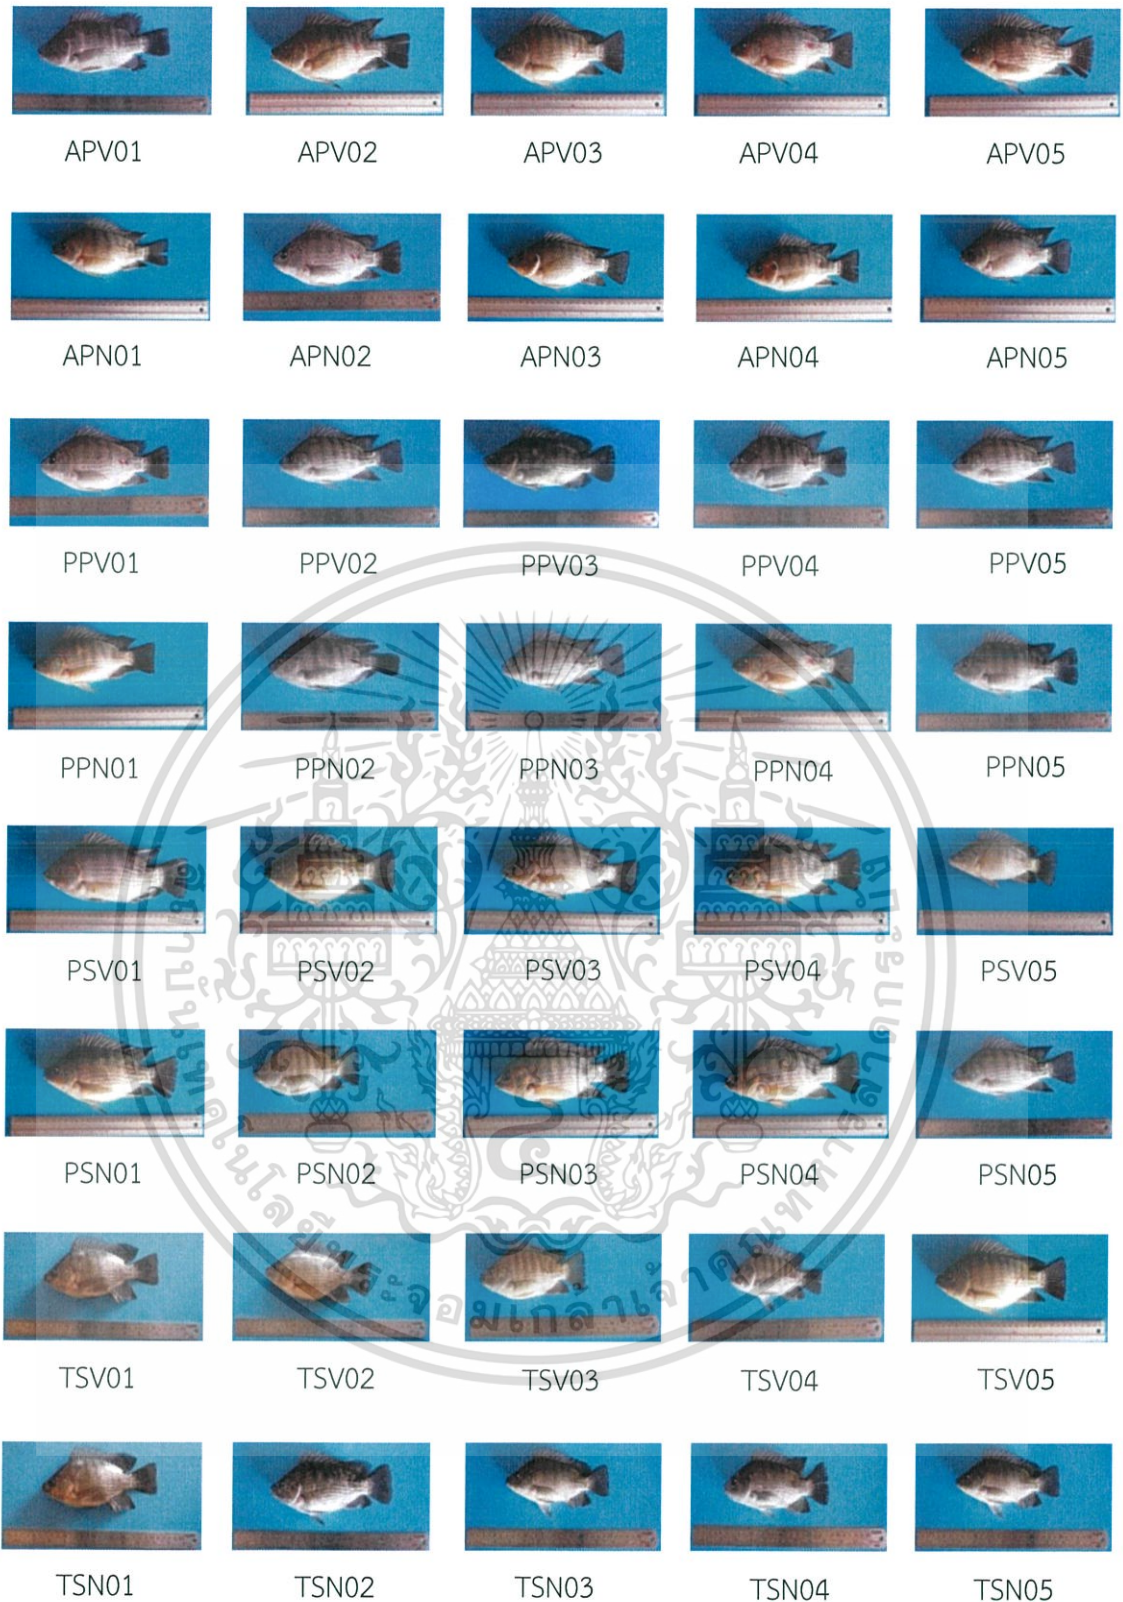 APV01 APV02 APV03 APV04 APV05
APN01 APN02 APN03 APN04 APN05
PPV01 PPV02 PPV03 PPV04 PPV05
PPN01 PPN02 PPN03 PPN04 PPN05
PSV01 PSV02 PSV03 PSV04 PSV05
PSN01 PSN02 PSN03 PSN04 PSN05
TSV01 TSV02 TSV03 TSV04 TSV05
TSN01 TSN02 TSN03 TSN04 TSN05